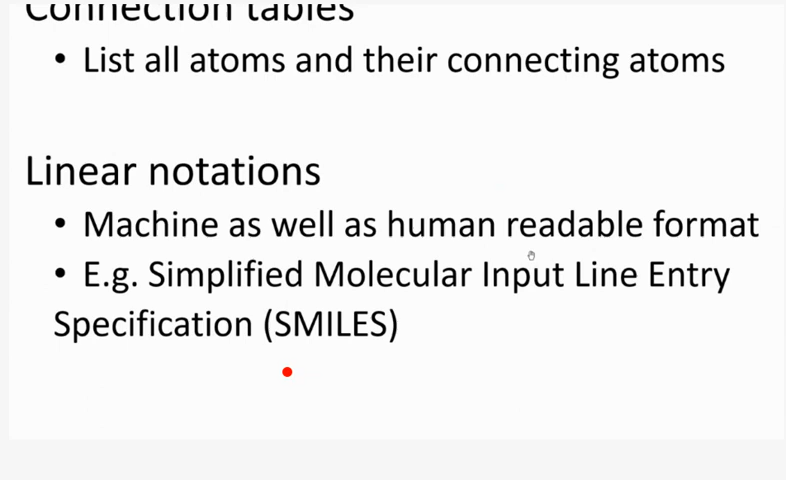 Connection tables
• List all atoms and their connecting atoms
Linear notations
• Machine as well as human readable format
• E.g. Simplified Molecular Input Line Entry
Specification (SMILES)